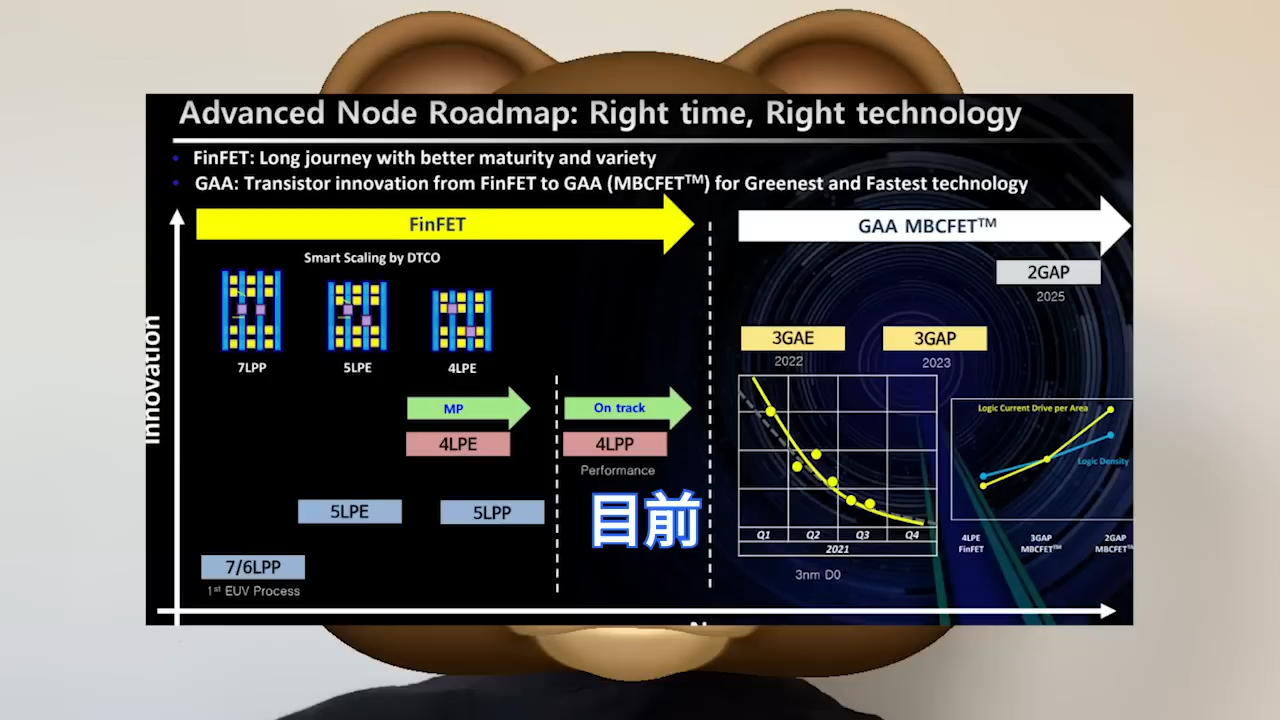 Advanced Node Roadmap: Right time, Right technology
• FinFET: Long journey with better maturity and variety
• GAA: Transistor innovation from FinFET to GAA (MBCFET™) for Greenest and Fastest technology
FinFET
GAA MBCFET™
Smart Scaling by DTCO
2GAP
2025
7LPP
5LPE
4LPE
3GAE
2022
3GAP
2023
Innovation
MP
On track
4LPE
4LPP
Performance
5LPE
5LPP
目前
7/6LPP
1st EUV Process
Q1 Q2 Q3 Q4
2021
3nm D0
Logic Current Drive per Area
Logic Density
4LPE FinFET
3GAP MBCFET™
2GAP MBCFET™